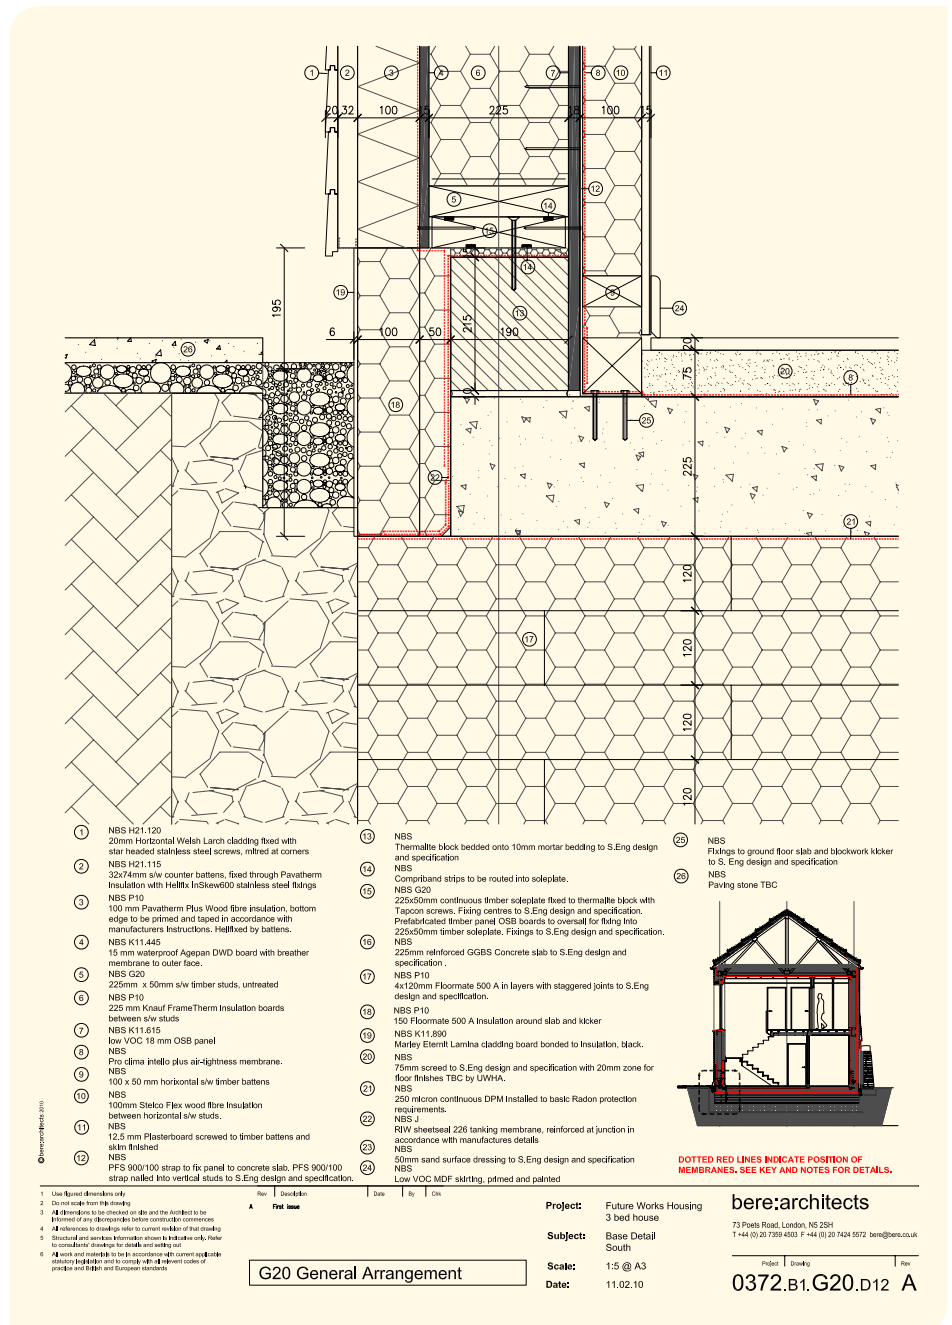 1 2 3 4 6 7 8 10 11
20 32 100 15 225 18 100 15
12
5
14
15
14
9
19
195
13
24
6 100 50 215 190
26
20
75
20
8
10
18
25
225
22
21
120
17
120
120
120
1 NBS H21.120
20mm Horizontal Welsh Larch cladding fixed with
star headed stainless steel screws, mitred at corners
2 NBS H21.115
32x74mm s/w counter battens, fixed through Pavatherm
Insulation with Helifix InSkew600 stainless steel fixings
3 NBS P10
100 mm Pavatherm Plus Wood fibre insulation, bottom
edge to be primed and taped in accordance with
manufacturers Instructions. Helifixed by battens.
4 NBS K11.445
15 mm waterproof Agepan DWD board with breather
membrane to outer face.
5 NBS G20
225mm x 50mm s/w timber studs, untreated
6 NBS P10
225 mm Knauf FrameTherm Insulation boards
between s/w studs
7 NBS K11.615
low VOC 18 mm OSB panel
8 NBS
Pro clima intello plus air-tightness membrane.
9 NBS
100 x 50 mm horixontal s/w timber battens
10 NBS
100mm Steico Flex wood fibre Insulation
between horizontal s/w studs.
11 NBS
12.5 mm Plasterboard screwed to timber battens and
skim finished
12 NBS
PFS 900/100 strap to fix panel to concrete slab. PFS 900/100
strap nailed into vertical studs to S.Eng design and specification.
13 NBS
Thermalite block bedded onto 10mm mortar bedding to S.Eng design
and specification
14 NBS
Compriband strips to be routed into soleplate.
15 NBS G20
225x50mm continuous timber soleplate fixed to thermalite block with
Tapcon screws. Fixing centres to S.Eng design and specification.
Prefabricated timber panel OSB boards to oversail for fixing into
225x50mm timber soleplate. Fixings to S.Eng design and specification.
16 NBS
225mm reinforced GGBS Concrete slab to S.Eng design and
specification .
17 NBS P10
4x120mm Floormate 500 A in layers with staggered joints to S.Eng
design and specification.
18 NBS P10
150 Floormate 500 A Insulation around slab and kicker
19 NBS K11.890
Marley Eternit Lamina cladding board bonded to Insulation, black.
20 NBS
75mm screed to S.Eng design and specification with 20mm zone for
floor finishes TBC by UWHA.
21 NBS
250 micron continuous DPM Installed to basic Radon protection
requirements.
22 NBS J
RIW sheetseal 226 tanking membrane, reinforced at junction in
accordance with manufactures details
23 NBS
50mm sand surface dressing to S.Eng design and specification
24 NBS
Low VOC MDF skirting, primed and painted
25 NBS
Fixings to ground floor slab and blockwork kicker
to S. Eng design and specification
26 NBS
Paving stone TBC
DOTTED RED LINES INDICATE POSITION OF
MEMBRANES. SEE KEY AND NOTES FOR DETAILS.
© bere:architects 2010
1 Use figured dimensions only
2 Do not scale from this drawing
3 All dimensions to be checked on site and the Architect to be
informed of any discrepancies before construction commences
4 All references to drawings refer to current revision of that drawing
5 Structural and services information shown is indicative only. Refer
to consultants' drawings for details and setting out
6 All work and materials to be in accordance with current applicable
statutory legislation and to comply with all relevent codes of
practice and British and European standards
Rev Description Date By Chk
A First issue
G20 General Arrangement
Project: Future Works Housing
3 bed house
Subject: Base Detail
South
Scale: 1:5 @ A3
Date: 11.02.10
bere:architects
73 Poets Road, London, N5 2SH
T +44 (0) 20 7359 4503 F +44 (0) 20 7424 5572 bere@bere.co.uk
Project Drawing Rev
0372.B1.G20.D12 A